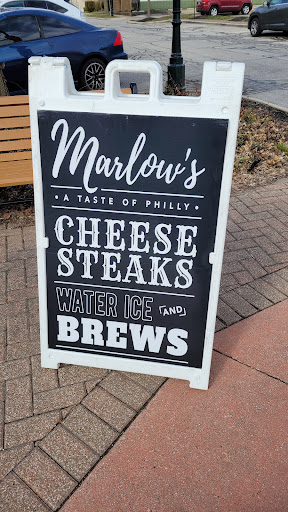 Marlow's
• A TASTE OF PHILLY •
CHEESE
STEAKS
WATER ICE AND
BREWS